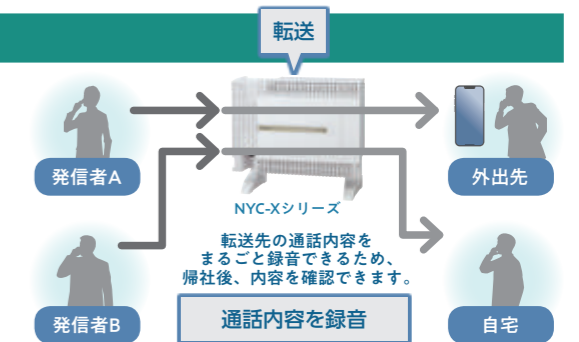 転送
発信者A
外出先
NYC-Xシリーズ
転送先の通話内容を
まるごと録音できるため、
帰社後、内容を確認できます。
発信者B
通話内容を録音
自宅